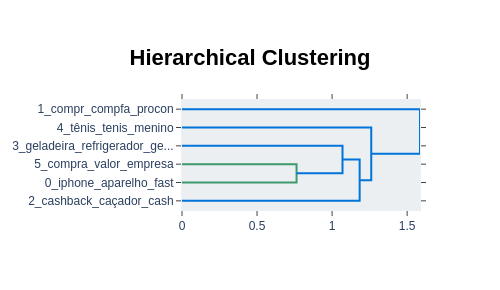 Hierarchical Clustering
1_compr_compfa_procon
4_tênis_tenis_menino
3_geladeira_refrigerador_ge...
5_compra_valor_empresa
0_iphone_aparelho_fast
2_cashback_caçador_cash
0 0.5 1 1.5